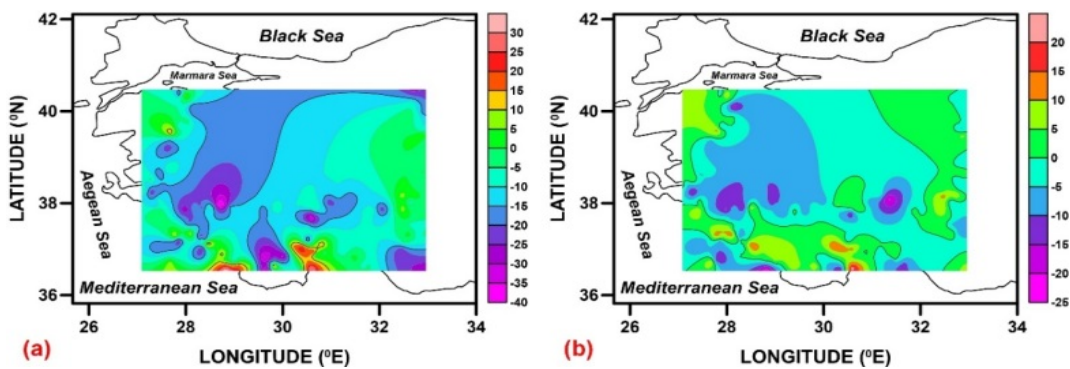 42
40
38
36
LATITUDE (⁰N)
Black Sea
Marmara Sea
Aegean Sea
Mediterranean Sea
26 28 30 32 34
(a)
LONGITUDE (⁰E)
30
25
20
15
10
5
0
-5
-10
-15
-20
-25
-30
-35
-40
42
40
38
36
LATITUDE (⁰N)
Black Sea
Marmara Sea
Aegean Sea
Mediterranean Sea
26 28 30 32 34
(b)
LONGITUDE (⁰E)
20
15
10
5
0
-5
-10
-15
-20
-25